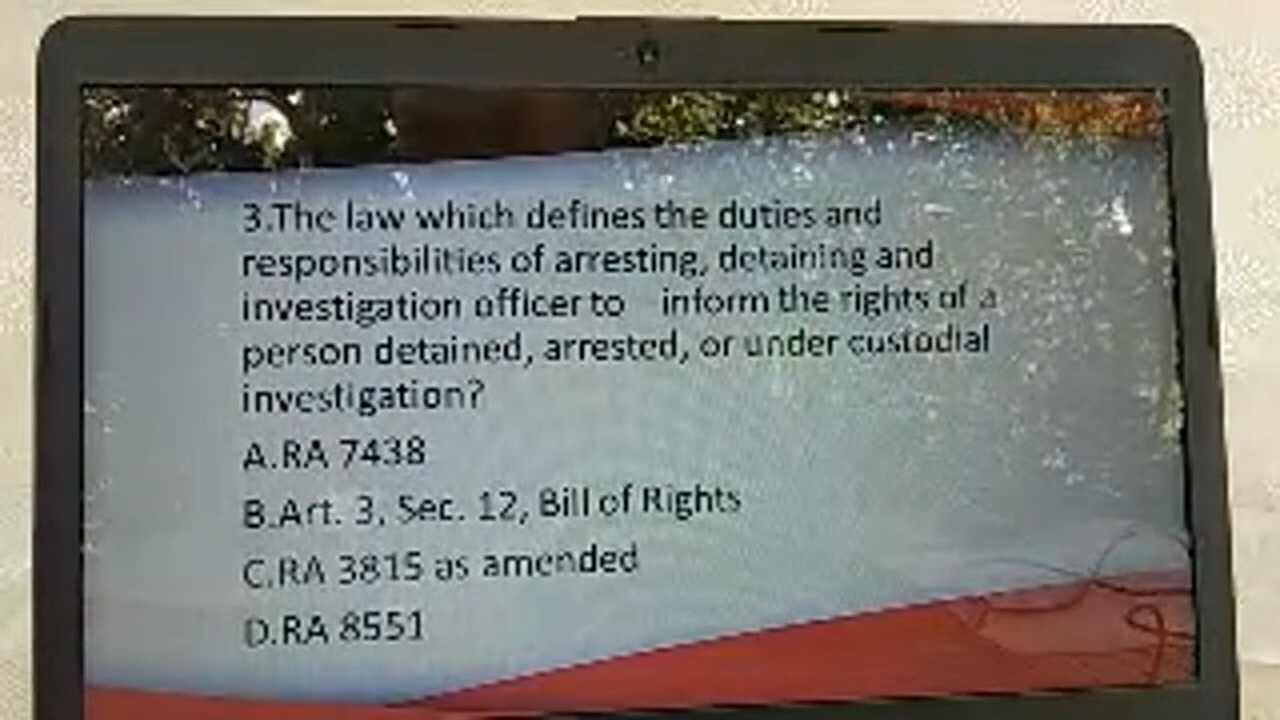 3.The law which defines the duties and
responsibilities of arresting, detaining and
investigation officer to inform the rights of a
person detained, arrested, or under custodial
investigation?
A.RA 7438
B.Art. 3, Sec. 12, Bill of Rights
C.RA 3815 as amended
D.RA 8551